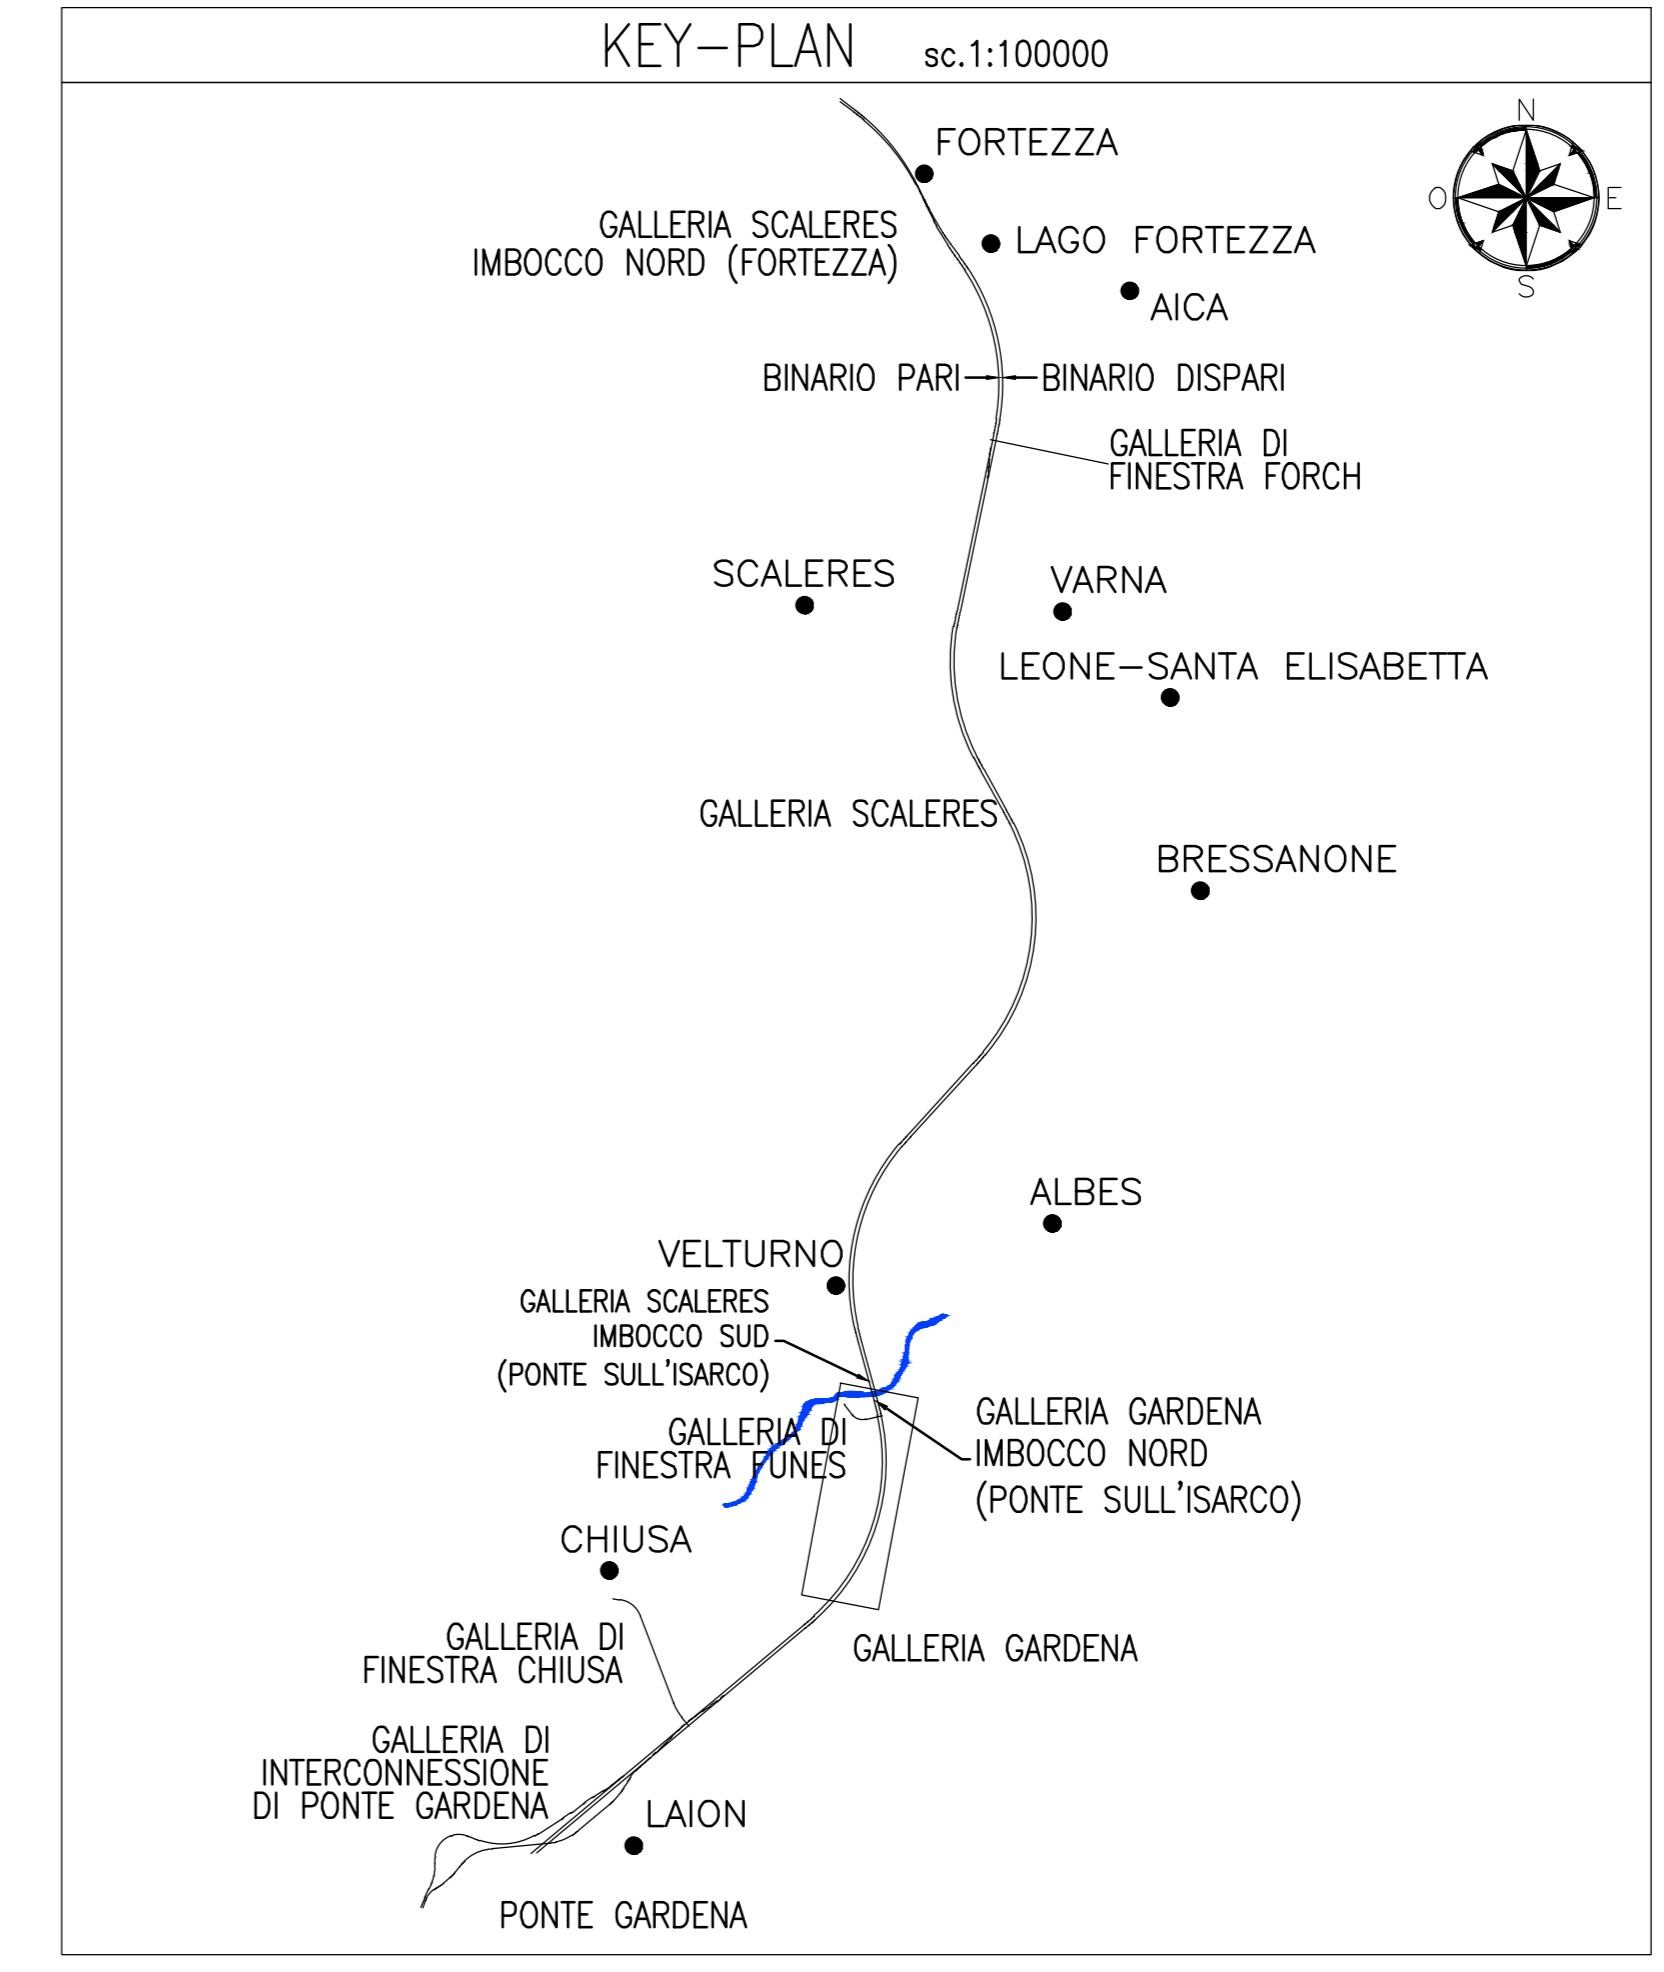 KEY-PLAN sc.1:100000
N
O
E
S
FORTEZZA
GALLERIA SCALERES
IMBOCCO NORD (FORTEZZA)
LAGO FORTEZZA
AICA
BINARIO PARI
BINARIO DISPARI
GALLERIA DI
FINESTRA FORCH
SCALERES
VARNA
LEONE-SANTA ELISABETTA
GALLERIA SCALERES
BRESSANONE
ALBES
VELTURNO
GALLERIA SCALERES
IMBOCCO SUD
(PONTE SULL'ISARCO)
GALLERIA DI
FINESTRA FUNES
GALLERIA GARDENA
IMBOCCO NORD
(PONTE SULL'ISARCO)
CHIUSA
GALLERIA DI
FINESTRA CHIUSA
GALLERIA GARDENA
GALLERIA DI
INTERCONNESSIONE
DI PONTE GARDENA
LAION
PONTE GARDENA